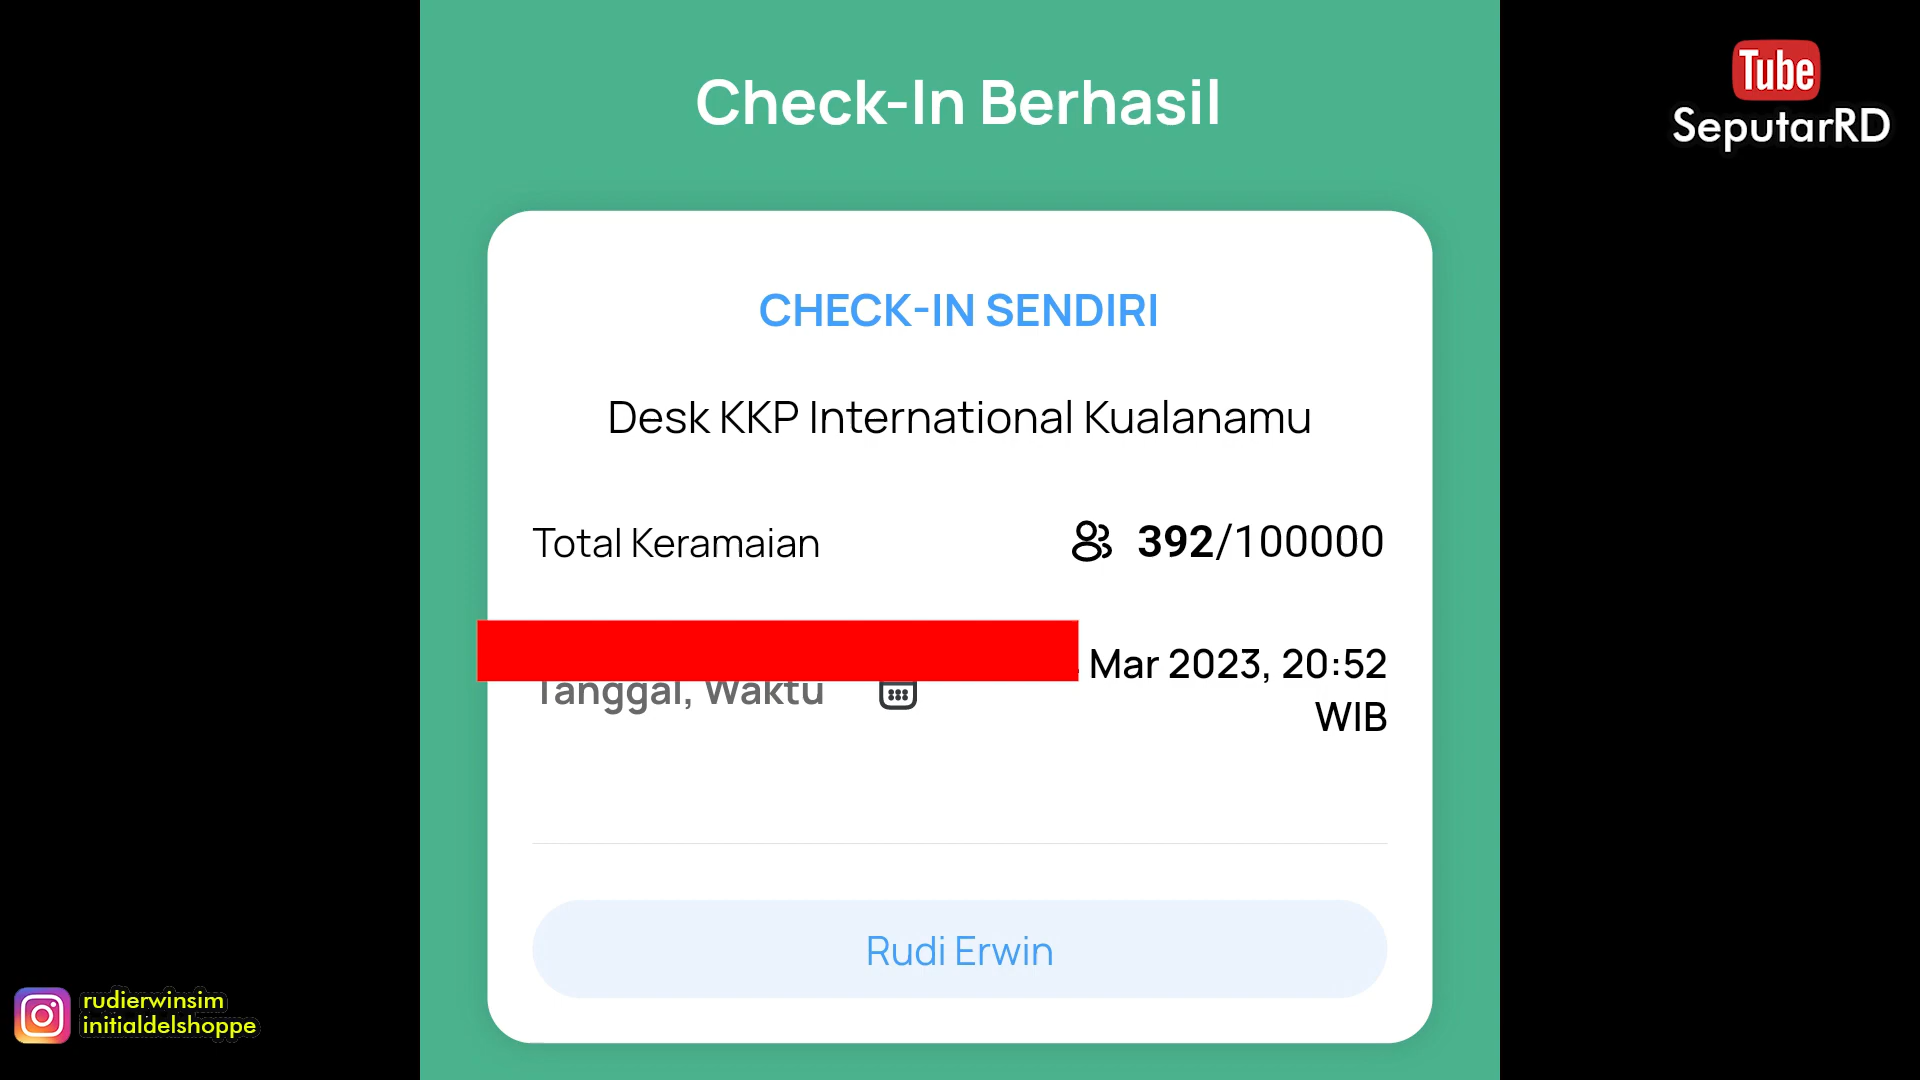 Check-In Berhasil
Tube
SeputarRD
CHECK-IN SENDIRI
Desk KKP International Kualanamu
Total Keramaian
392/100000
Tanggal, Waktu
Mar 2023, 20:52
WIB
Rudi Erwin
rudierwinsim
initialdelshoppe